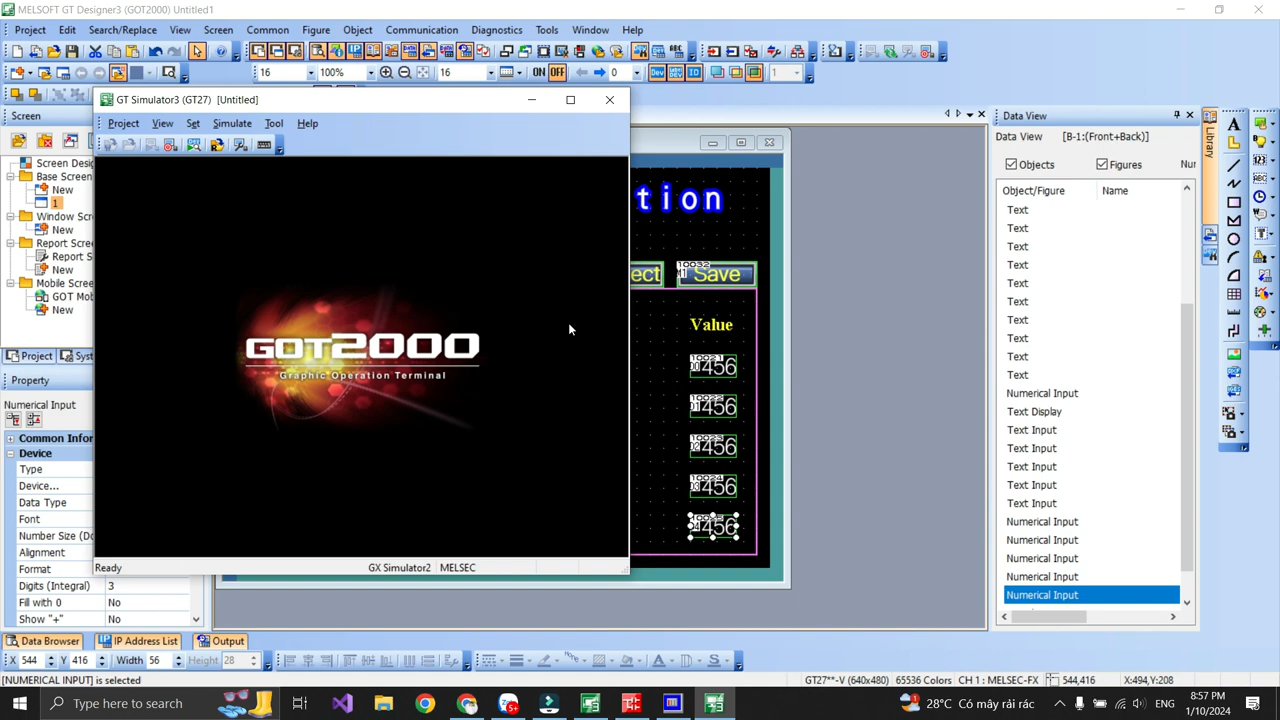 MELSOFT GT Designer3 (GOT2000) Untitled1
Project Edit Search/Replace View Screen Common Figure Object Communication Diagnostics Tools Window Help
16 100% 16 ON OFF 0 1
GT Simulator3 (GT27) [Untitled]
Project View Set Simulate Tool Help
GOT2000
Graphic Operation Terminal
Ready GX Simulator2 MELSEC
Screen
Screen Desig
Base Screen
New
1
Window Scr
New
Report Scre
Report S
New
Mobile Scree
GOT Mob
New
Project Syst
Property
Numerical Input
Common Infor
Device
Type
Device...
Data Type
Font
Number Size (Do
Alignment
Format
Digits (Integral) 3
Fill with 0 No
Show "+" No
tion
ect
10032
Save
Value
10021
456
10022
456
10023
456
10024
456
456
Data View
Data View [B-1:(Front+Back)]
Objects Figures Nur
Object/Figure Name
Text
Text
Text
Text
Text
Text
Text
Text
Text
Text
Numerical Input
Text Display
Text Input
Text Input
Text Input
Text Input
Text Input
Numerical Input
Numerical Input
Numerical Input
Numerical Input
Numerical Input
Library
Data Browser IP Address List Output
X 544 Y 416 Width 56 Height 28
[NUMERICAL INPUT] is selected GT27**-V (640x480) 65536 Colors CH 1 : MELSEC-FX 544,416 X:494,Y:208
Type here to search
28°C Có mây rải rác ENG
8:57 PM
1/10/2024